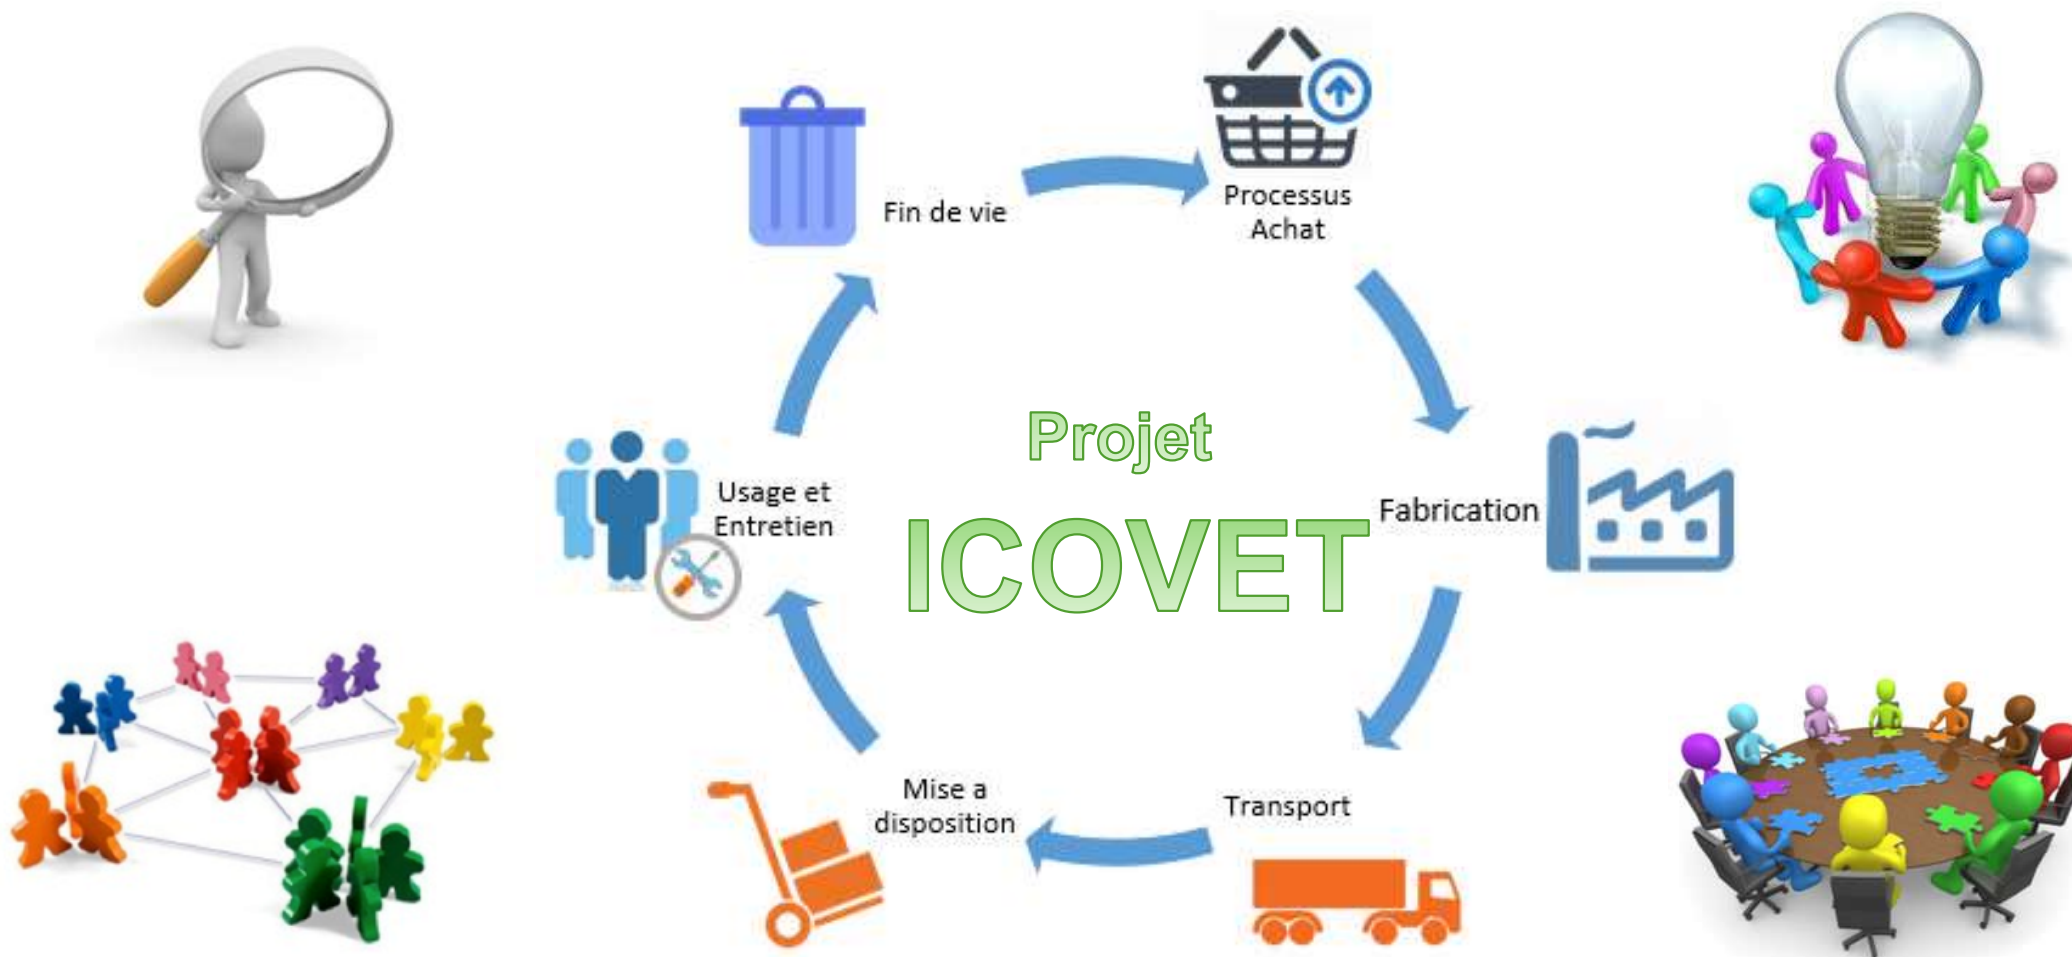 Fin de vie
Processus
Achat
Projet
ICOVET
Usage et
Entretien
Fabrication
Mise a
disposition
Transport